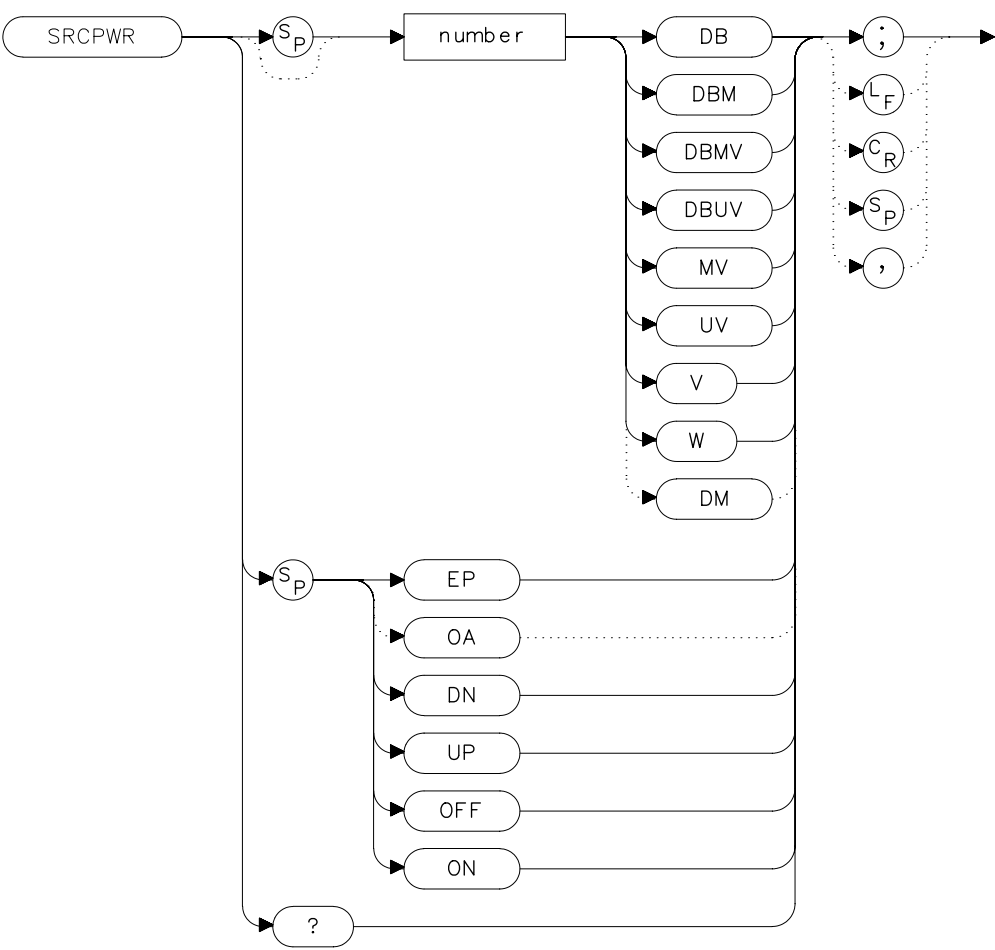 SRCPWR SP number DB ;
DBM LF
DBMV CR
DBUV SP
MV ,
UV
V
W
DM
SP EP
OA
DN
UP
OFF
ON
?